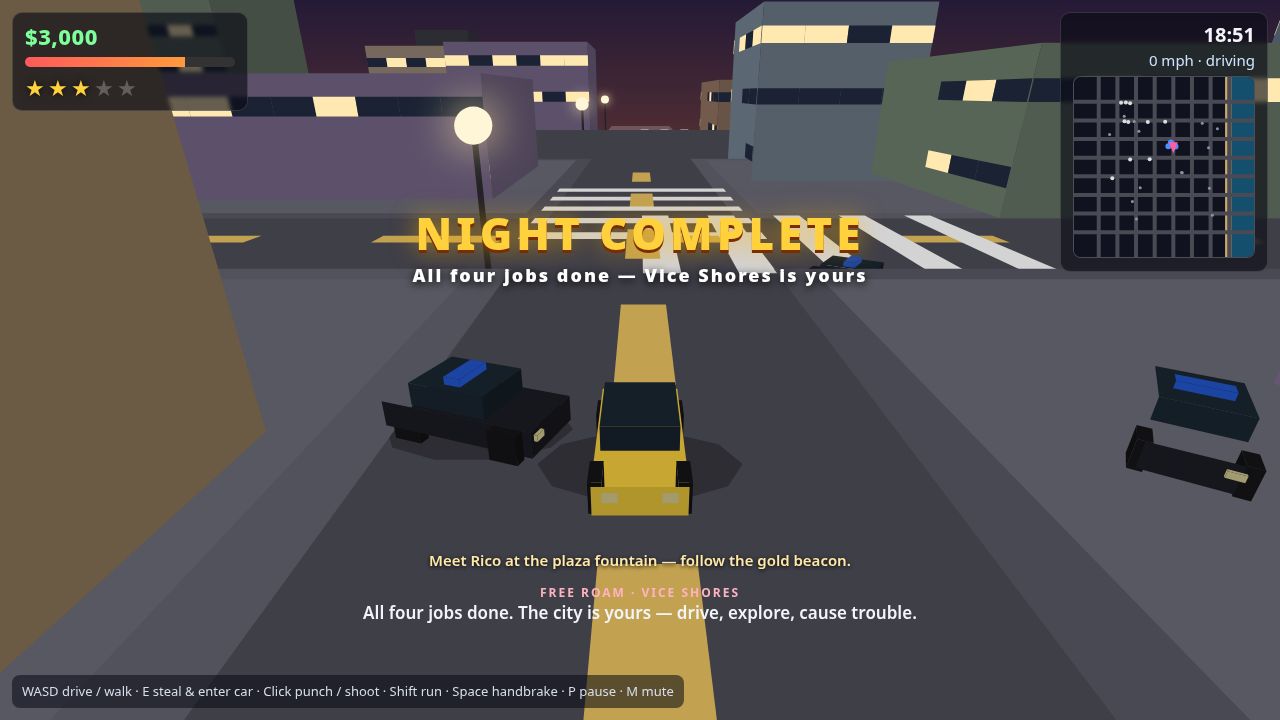 $3,000
★★★★★
18:51
0 mph · driving
NIGHT COMPLETE
All four jobs done — Vice Shores is yours
Meet Rico at the plaza fountain — follow the gold beacon.
FREE ROAM · VICE SHORES
All four jobs done. The city is yours — drive, explore, cause trouble.
WASD drive / walk · E steal & enter car · Click punch / shoot · Shift run · Space handbrake · P pause · M mute